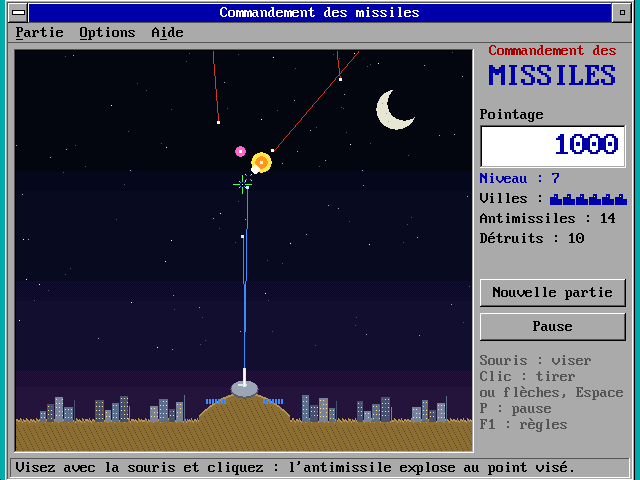 Commandement des missiles
Partie Options Aide
Commandement des
MISSILES
Pointage
1000
Niveau : 7
Villes :
Antimissiles : 14
Détruits : 10
Nouvelle partie
Pause
Souris : viser
Clic : tirer
ou flèches, Espace
P : pause
F1 : règles
Visez avec la souris et cliquez : l'antimissile explose au point visé.